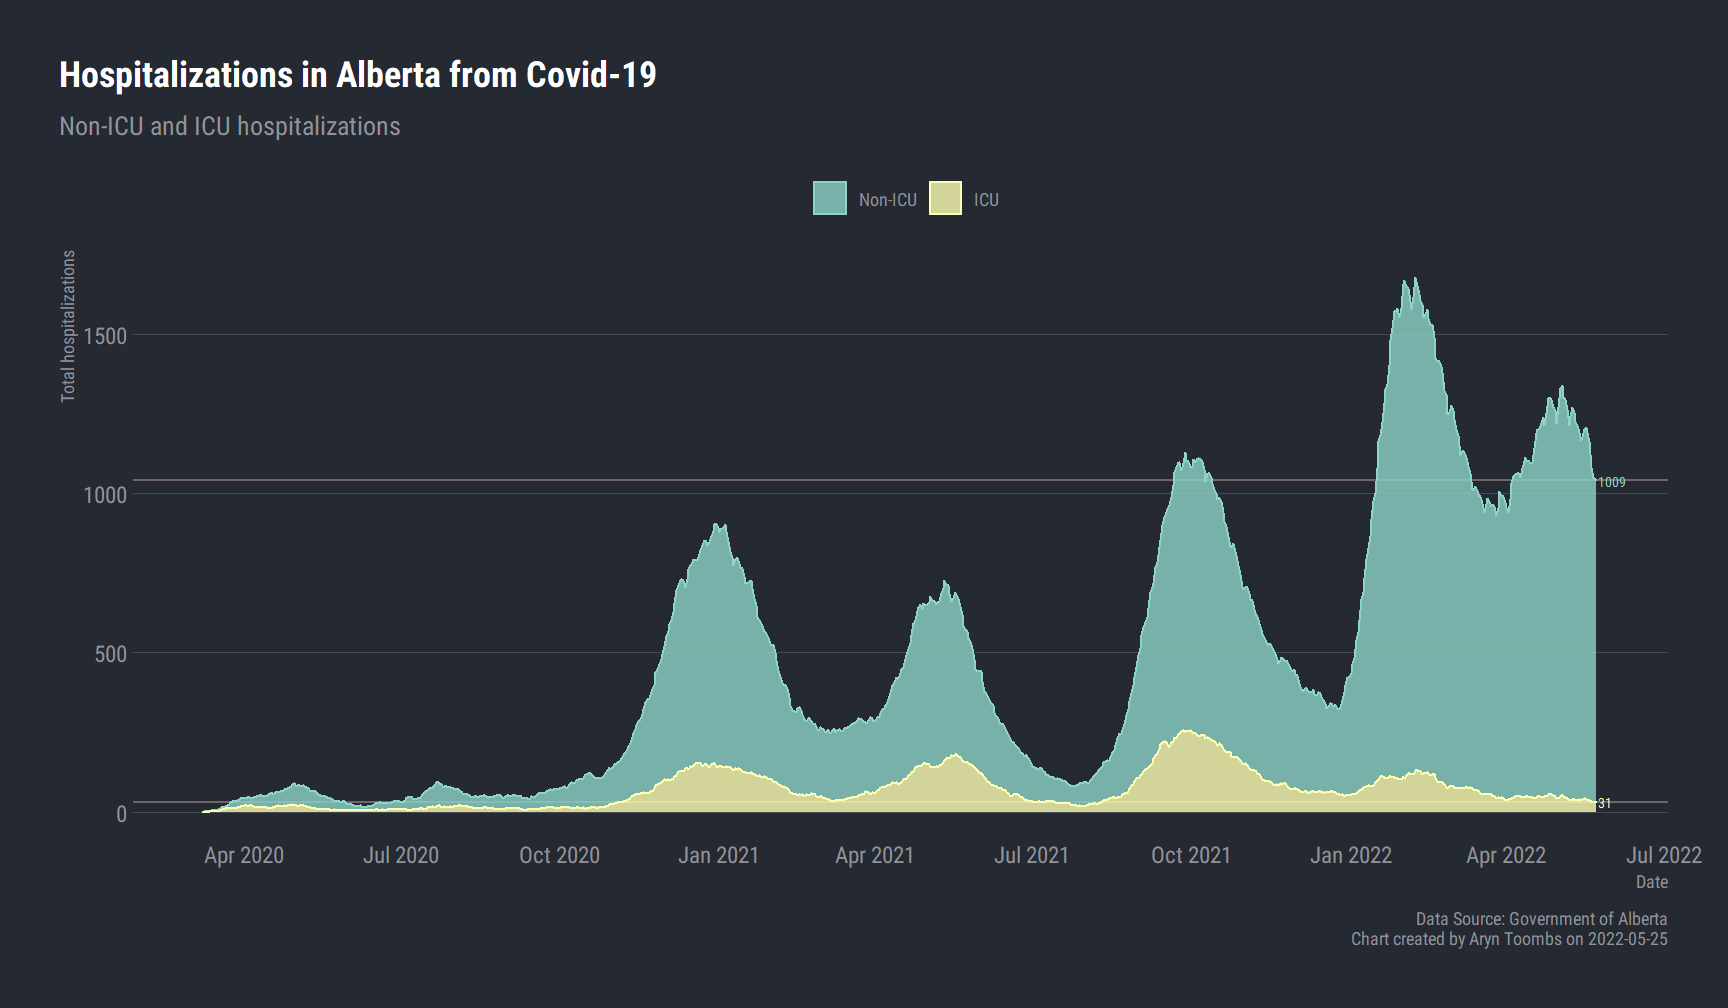 Hospitalizations in Alberta from Covid-19
Non-ICU and ICU hospitalizations
Non-ICU
ICU
Total hospitalizations
1500
1000
500
0
1009
31
Apr 2020
Jul 2020
Oct 2020
Jan 2021
Apr 2021
Jul 2021
Oct 2021
Jan 2022
Apr 2022
Jul 2022
Date
Data Source: Government of Alberta
Chart created by Aryn Toombs on 2022-05-25